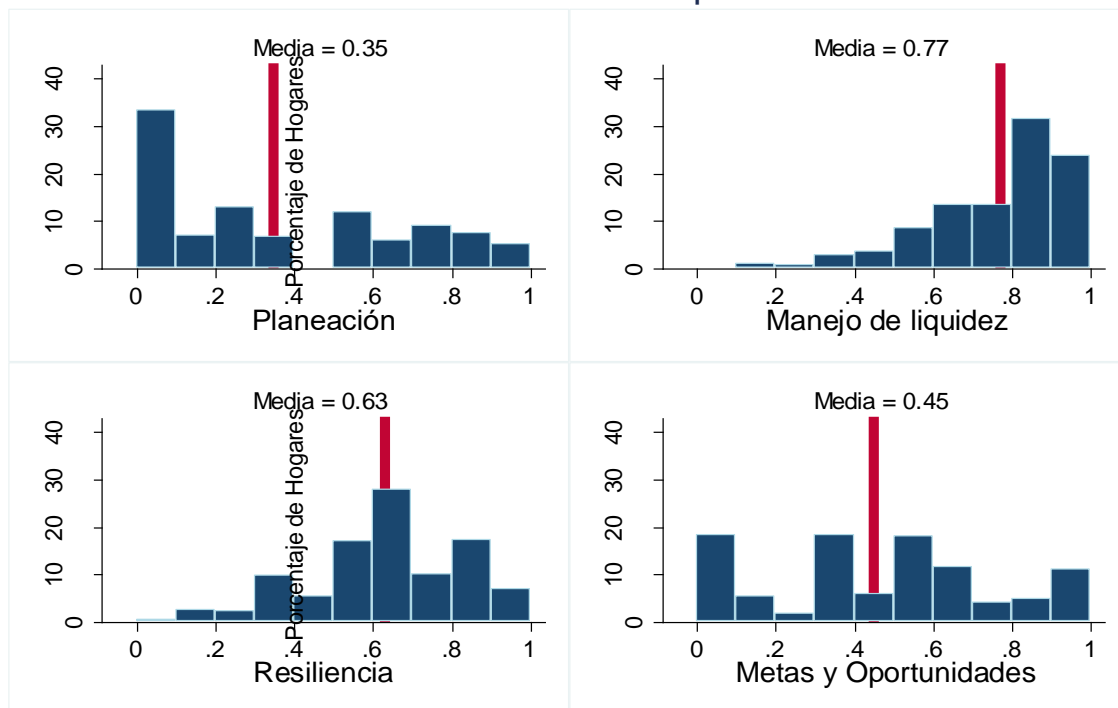 Media = 0.35
Porcentaje de Hogares
40
30
20
10
0
0 .2 .4 .6 .8 1
Planeación
Media = 0.77
40
30
20
10
0
0 .2 .4 .6 .8 1
Manejo de liquidez
Media = 0.63
Porcentaje de Hogares
40
30
20
10
0
0 .2 .4 .6 .8 1
Resiliencia
Media = 0.45
40
30
20
10
0
0 .2 .4 .6 .8 1
Metas y Oportunidades